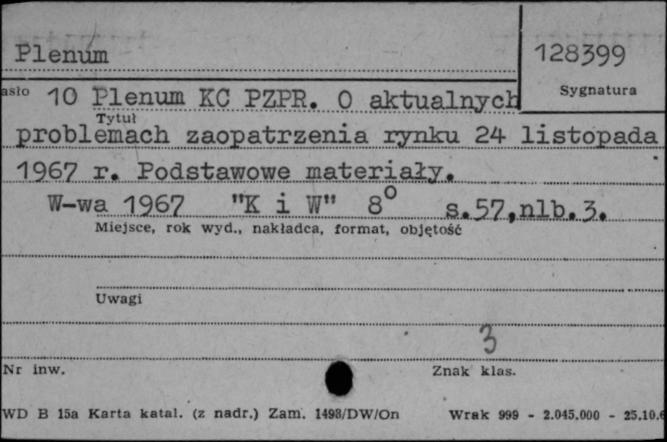 Plenum
128399
asło
Sygnatura
10 Plenum KC PZPR. O aktualnych
Tytuł
problemach zaopatrzenia rynku 24 listopada
1967 r. Podstawowe materiały.
W-wa 1967 "K i W" 8° s.57,nlb.3.
Miejsce, rok wyd., nakładca, format, objętość
Uwagi
3
Nr inw.
Znak klas.
WD B 15a Karta katal. (z nadr.) Zam. 1498/DW/On Wrak 999 - 2.045.000 - 25.10.6